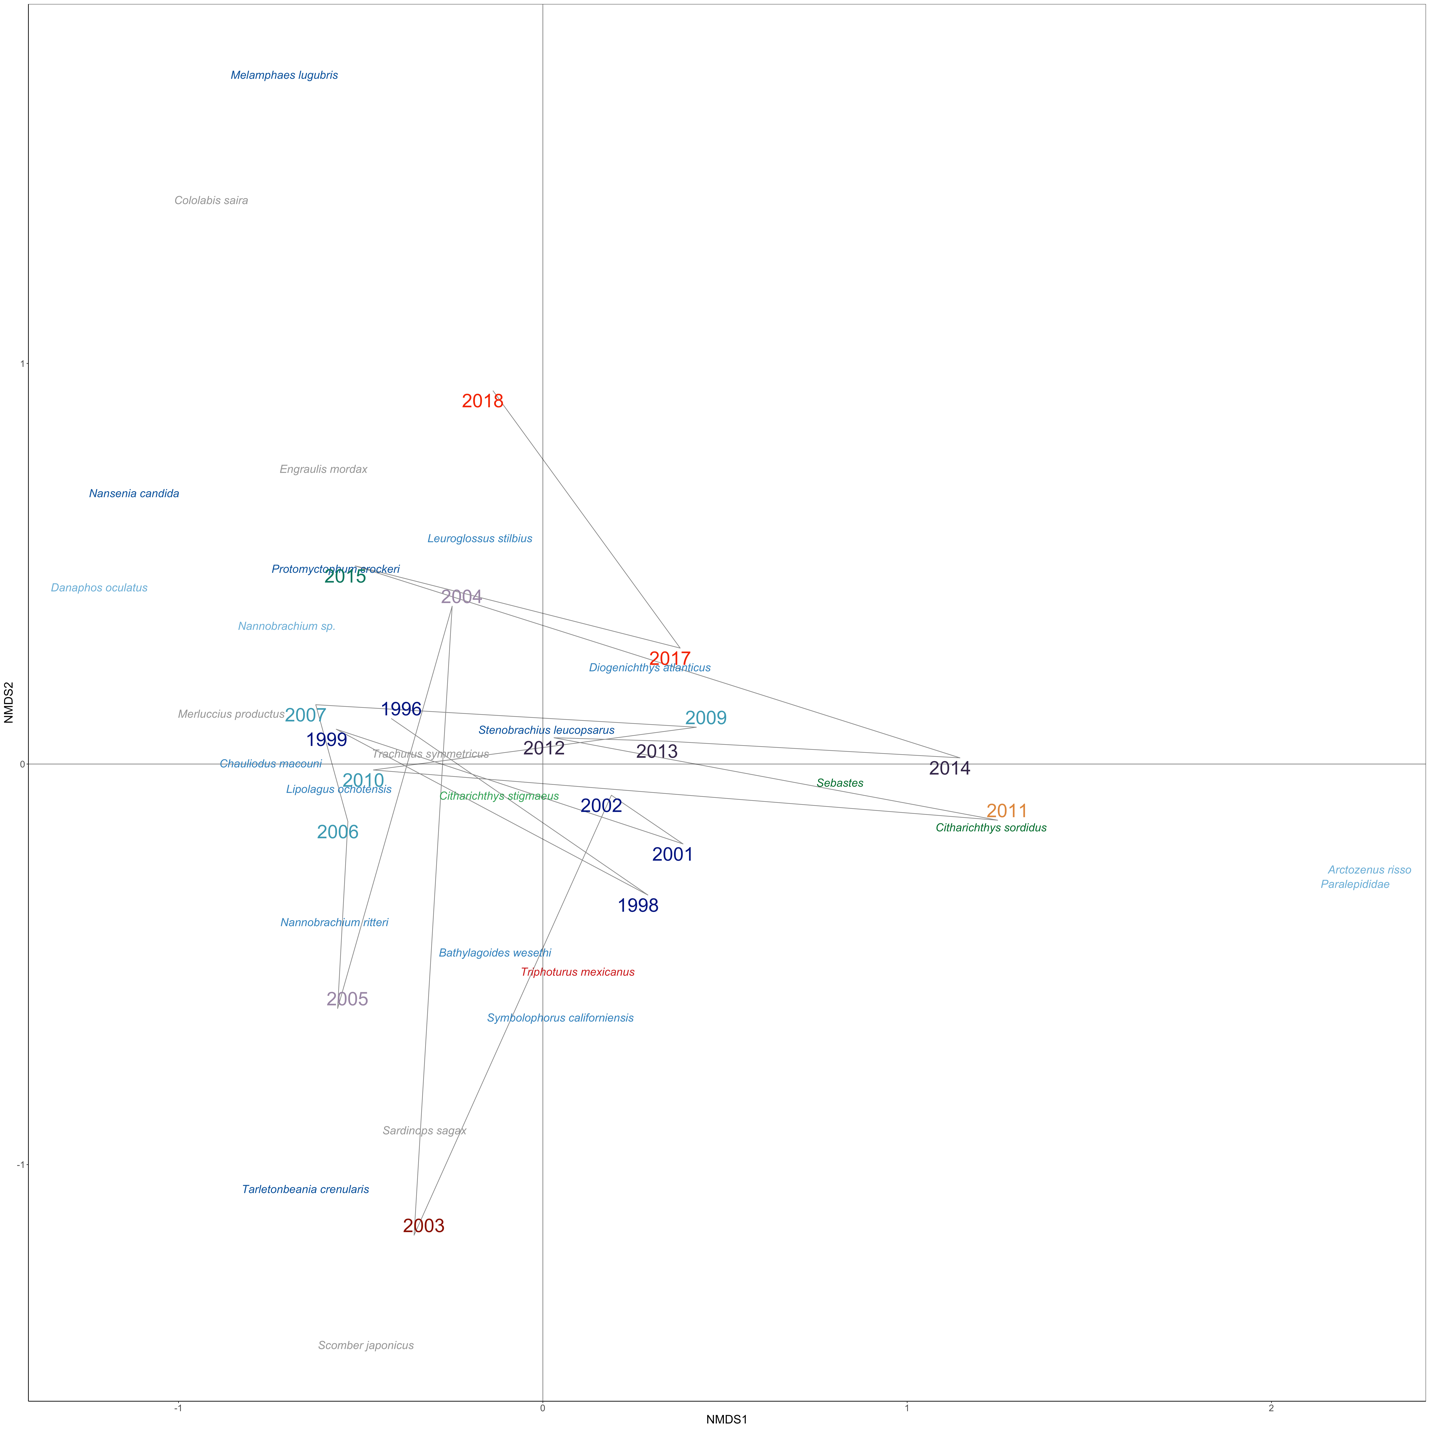 Melamphaes lugubris
Cololabis saira
1
2018
Engraulis mordax
Nansenia candida
Leuroglossus stilbius
Protomyctophum crockeri
2015
Danaphos oculatus
2004
Nannobrachium sp.
2017
Diogenichthys atlanticus
NMDS2
Merluccius productus
2007
1996
2009
Stenobrachius leucopsarus
1999
2012
2013
Trachurus symmetricus
0
Chauliodus macouni
2014
2010
Sebastes
Lipolagus ochotensis
Citharichthys stigmaeus
2002
2011
Citharichthys sordidus
2006
2001
Arctozenus risso
Paralepididae
1998
Nannobrachium ritteri
Bathylagoides wesethi
Triphoturus mexicanus
2005
Symbolophorus californiensis
Sardinops sagax
-1
Tarletonbeania crenularis
2003
Scomber japonicus
-1
0
1
2
NMDS1